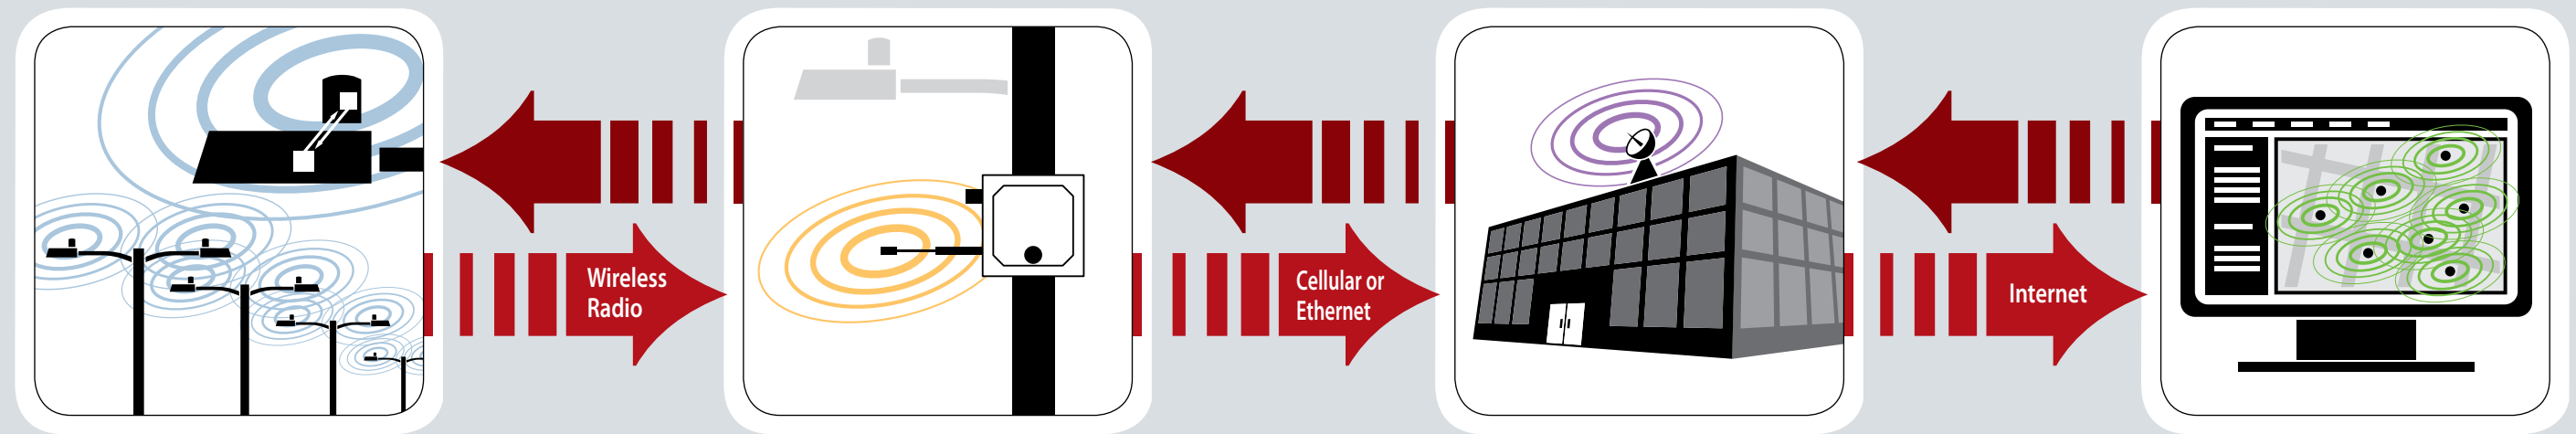 Wireless
Radio
Cellular or
Ethernet
Internet